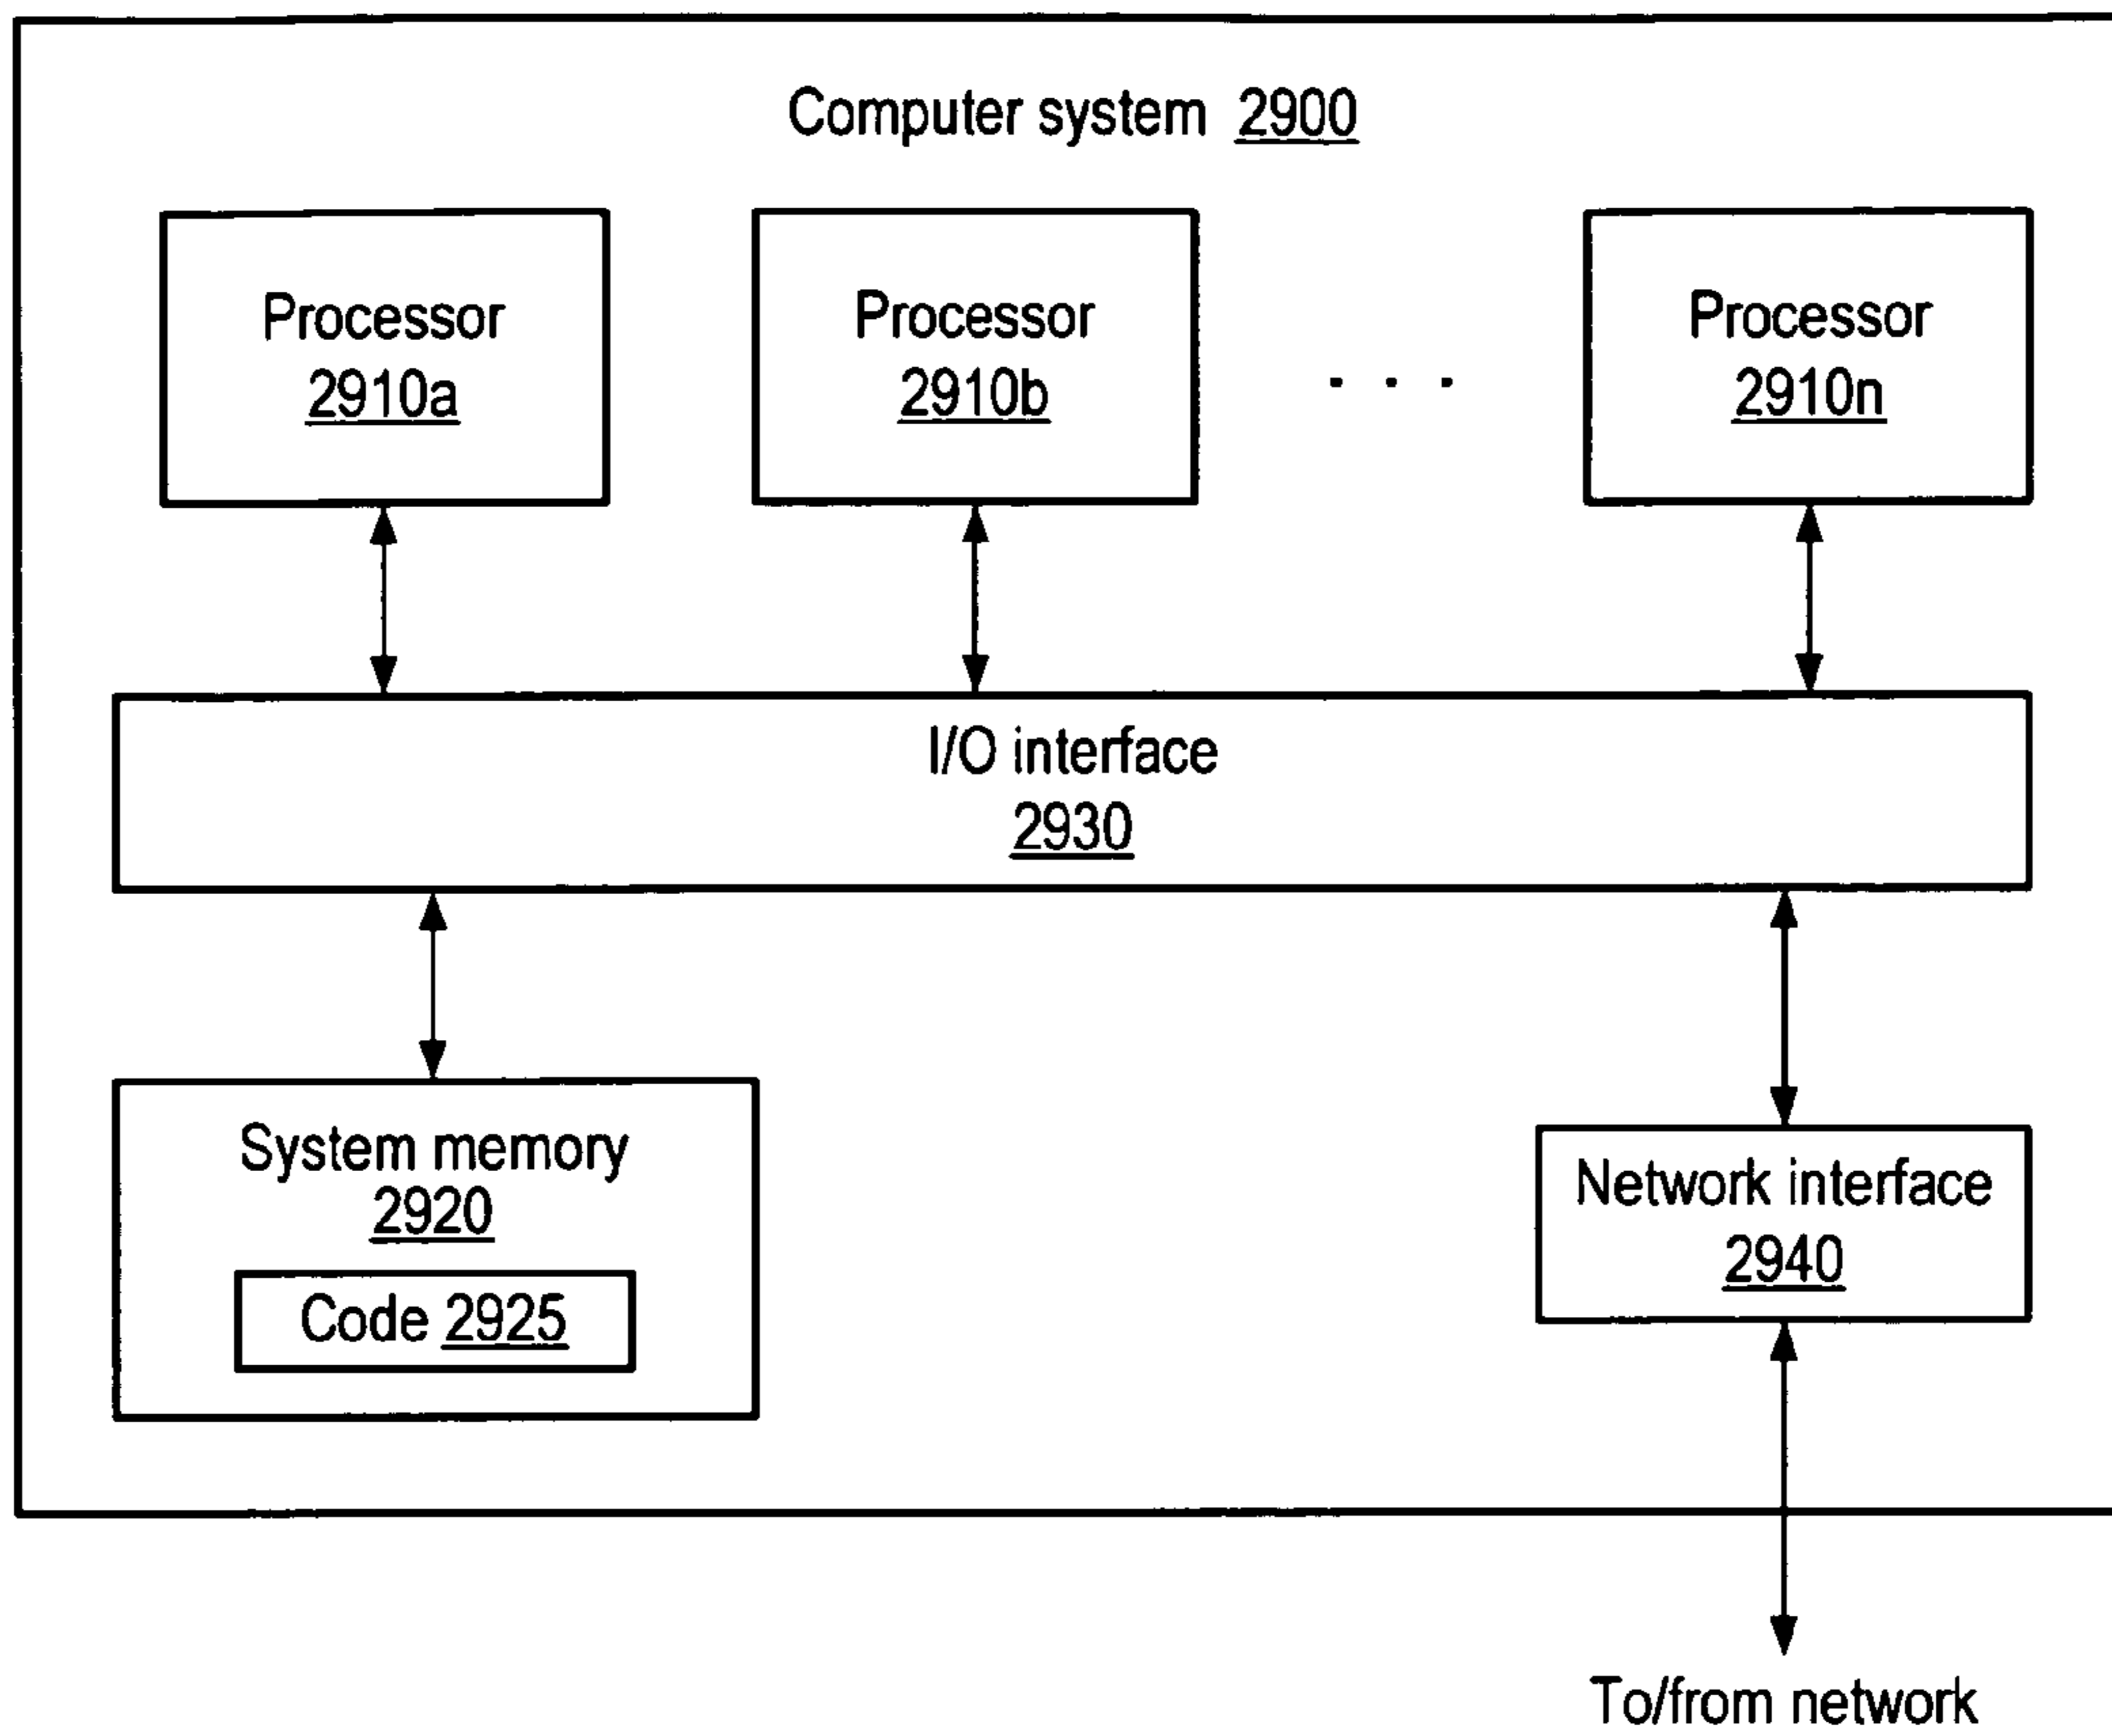 Computer system 2900
Processor
2910a
Processor
2910b
. . .
Processor
2910n
I/O interface
2930
System memory
2920
Code 2925
Network interface
2940
To/from network